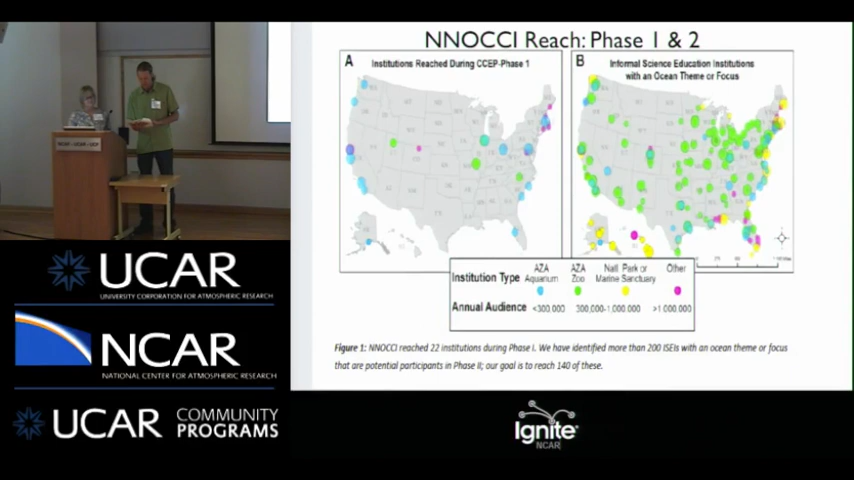 NNOCCI Reach: Phase 1 & 2
A
Institutions Reached During CCEP-Phase 1
B
Informal Science Education Institutions
with an Ocean Theme or Focus
Institution Type
AZA
Aquarium
AZA
Zoo
Natl Park or
Marine Sanctuary
Other
Annual Audience
<300,000
300,000-1,000,000
>1 000,000
Figure 1: NNOCCI reached 22 institutions during Phase I. We have identified more than 200 ISEIs with an ocean theme or focus
that are potential participants in Phase II; our goal is to reach 140 of these.
NCAR - UCAR - UOP
UCAR
UNIVERSITY CORPORATION FOR ATMOSPHERIC RESEARCH
NCAR
NATIONAL CENTER FOR ATMOSPHERIC RESEARCH
UCAR
COMMUNITY
PROGRAMS
Ignite
NCAR